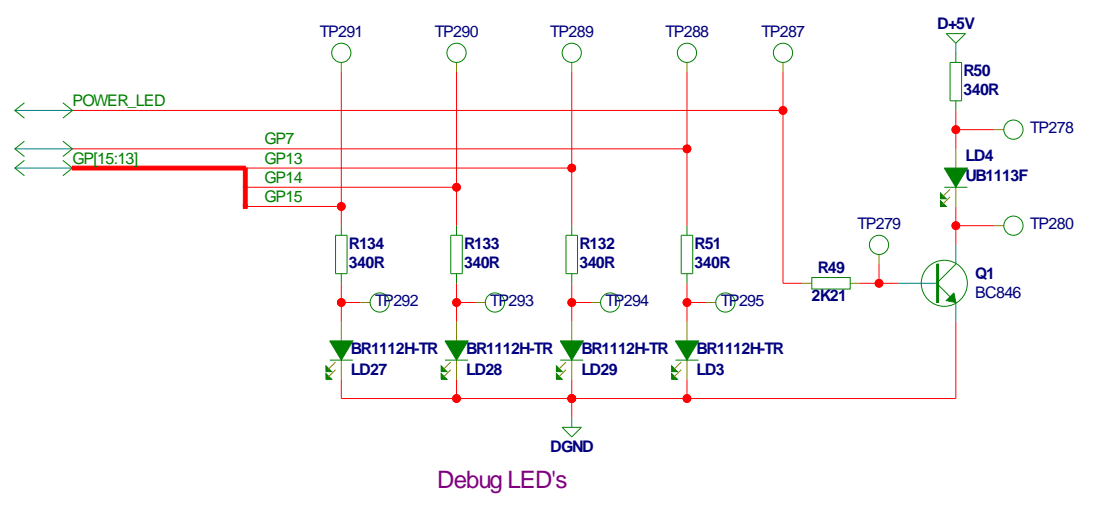 TP291 TP290 TP289 TP288 TP287 D+5V
R50
340R
POWER_LED
TP278
GP7
GP[15:13] GP13
LD4
GP14
UB1113F
GP15
TP279 TP280
R134 R133 R132 R51
340R 340R 340R 340R
R49 Q1
2K21 BC846
TP292 TP293 TP294 TP295
BR1112H-TR BR1112H-TR BR1112H-TR BR1112H-TR
LD27 LD28 LD29 LD3
DGND
Debug LED's